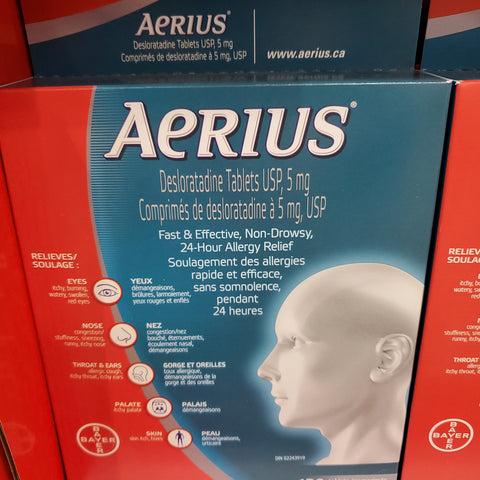 AERIUS®
Desloratadine Tablets USP, 5 mg
Comprimés de desloratadine à 5 mg, USP
www.aerius.ca
AERIUS®
Desloratadine Tablets USP, 5 mg
Comprimés de desloratadine à 5 mg, USP
Fast & Effective, Non-Drowsy,
24-Hour Allergy Relief
Soulagement des allergies
rapide et efficace,
sans somnolence,
pendant
24 heures
RELIEVES/
SOULAGE :
EYES
itchy, burning,
watery, swollen,
red eyes
YEUX
démangeaisons,
brûlures, larmoiement,
yeux rouges et enflés
NOSE
congestion/
stuffiness, sneezing,
runny, itchy nose
NEZ
congestion/nez
bouché, éternuements,
écoulement nasal,
démangeaisons
THROAT & EARS
allergic cough,
itchy throat, itchy ears
GORGE ET OREILLES
toux allergique,
démangeaisons de la
gorge et des oreilles
PALATE
itchy palate
PALAIS
démangeaisons
SKIN
skin itch, hives
PEAU
démangeaisons,
urticaire
BAYER
BAYER
DIN 02243919
RELIEV
SOULAG
BAYER
BAYER